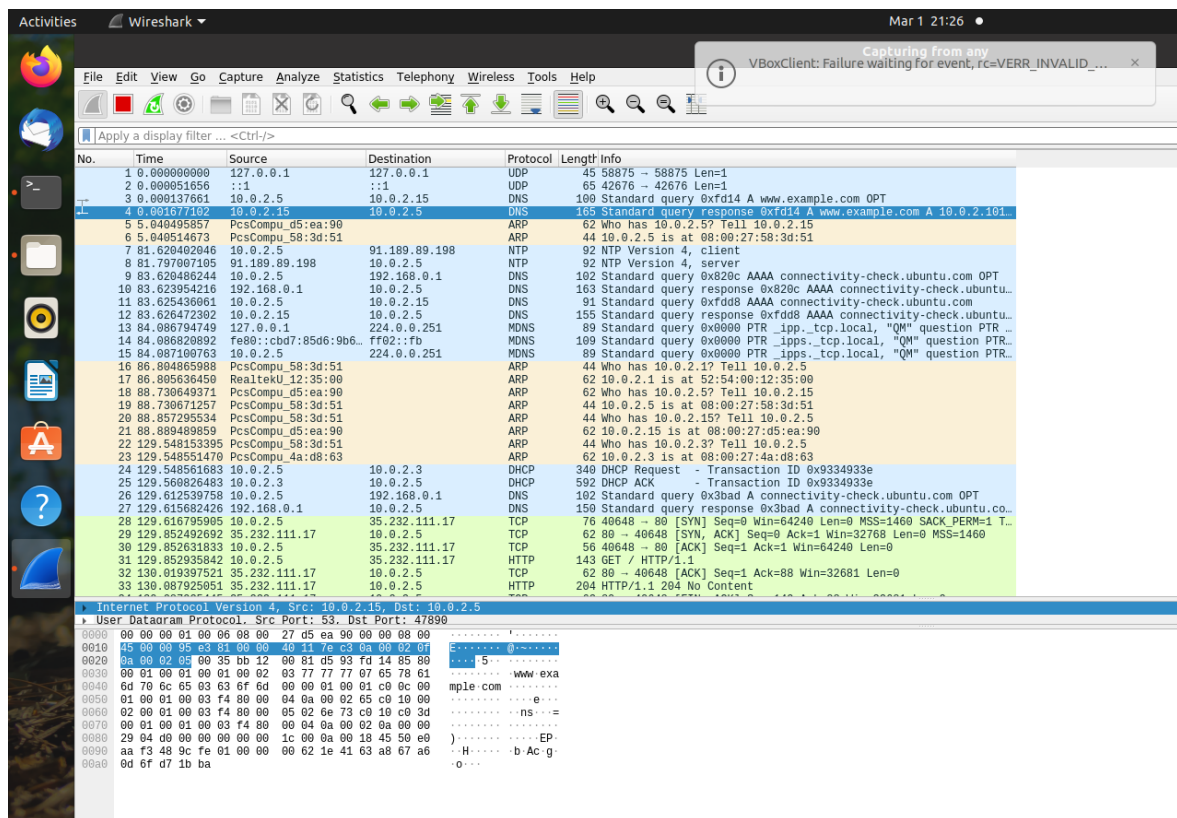 Activities Wireshark Mar 1 21:26
Capturing from any
VBoxClient: Failure waiting for event, rc=VERR_INVALID_... ×
File Edit View Go Capture Analyze Statistics Telephony Wireless Tools Help
Apply a display filter ... <Ctrl-/>
No. Time Source Destination Protocol Length Info
1 0.000000000 127.0.0.1 127.0.0.1 UDP 45 58875 → 58875 Len=1
2 0.000051656 ::1 ::1 UDP 65 42676 → 42676 Len=1
3 0.000137661 10.0.2.5 10.0.2.15 DNS 100 Standard query 0xfd14 A www.example.com OPT
4 0.001677102 10.0.2.15 10.0.2.5 DNS 165 Standard query response 0xfd14 A www.example.com A 10.0.2.101...
5 5.040495857 PcsCompu_d5:ea:90 ARP 62 Who has 10.0.2.5? Tell 10.0.2.15
6 5.040514673 PcsCompu_58:3d:51 ARP 44 10.0.2.5 is at 08:00:27:58:3d:51
7 81.620402046 10.0.2.5 91.189.89.198 NTP 92 NTP Version 4, client
8 81.797007105 91.189.89.198 10.0.2.5 NTP 92 NTP Version 4, server
9 83.620486244 10.0.2.5 192.168.0.1 DNS 102 Standard query 0x820c AAAA connectivity-check.ubuntu.com OPT
10 83.623954216 192.168.0.1 10.0.2.5 DNS 163 Standard query response 0x820c AAAA connectivity-check.ubuntu...
11 83.625436061 10.0.2.5 10.0.2.15 DNS 91 Standard query 0xfdd8 AAAA connectivity-check.ubuntu.com
12 83.626472302 10.0.2.15 10.0.2.5 DNS 155 Standard query response 0xfdd8 AAAA connectivity-check.ubuntu...
13 84.086794749 127.0.0.1 224.0.0.251 MDNS 89 Standard query 0x0000 PTR _ipp._tcp.local, "QM" question PTR ...
14 84.086820892 fe80::cbd7:85d6:9b6... ff02::fb MDNS 109 Standard query 0x0000 PTR _ipps._tcp.local, "QM" question PTR...
15 84.087100763 10.0.2.5 224.0.0.251 MDNS 89 Standard query 0x0000 PTR _ipps._tcp.local, "QM" question PTR...
16 86.804865988 PcsCompu_58:3d:51 ARP 44 Who has 10.0.2.1? Tell 10.0.2.5
17 86.805636450 RealtekU_12:35:00 ARP 62 10.0.2.1 is at 52:54:00:12:35:00
18 88.730649371 PcsCompu_d5:ea:90 ARP 62 Who has 10.0.2.5? Tell 10.0.2.15
19 88.730671257 PcsCompu_58:3d:51 ARP 44 10.0.2.5 is at 08:00:27:58:3d:51
20 88.857295534 PcsCompu_58:3d:51 ARP 44 Who has 10.0.2.15? Tell 10.0.2.5
21 88.889489859 PcsCompu_d5:ea:90 ARP 62 10.0.2.15 is at 08:00:27:d5:ea:90
22 129.548153395 PcsCompu_58:3d:51 ARP 44 Who has 10.0.2.3? Tell 10.0.2.5
23 129.548551470 PcsCompu_4a:d8:63 ARP 62 10.0.2.3 is at 08:00:27:4a:d8:63
24 129.548561683 10.0.2.5 10.0.2.3 DHCP 340 DHCP Request - Transaction ID 0x9334933e
25 129.560826483 10.0.2.3 10.0.2.5 DHCP 592 DHCP ACK - Transaction ID 0x9334933e
26 129.612539758 10.0.2.5 192.168.0.1 DNS 102 Standard query 0x3bad A connectivity-check.ubuntu.com OPT
27 129.615682426 192.168.0.1 10.0.2.5 DNS 150 Standard query response 0x3bad A connectivity-check.ubuntu.co...
28 129.616795905 10.0.2.5 35.232.111.17 TCP 76 40648 → 80 [SYN] Seq=0 Win=64240 Len=0 MSS=1460 SACK_PERM=1 T...
29 129.852492692 35.232.111.17 10.0.2.5 TCP 62 80 → 40648 [SYN, ACK] Seq=0 Ack=1 Win=32768 Len=0 MSS=1460
30 129.852631833 10.0.2.5 35.232.111.17 TCP 56 40648 → 80 [ACK] Seq=1 Ack=1 Win=64240 Len=0
31 129.852935842 10.0.2.5 35.232.111.17 HTTP 143 GET / HTTP/1.1
32 130.019397521 35.232.111.17 10.0.2.5 TCP 62 80 → 40648 [ACK] Seq=1 Ack=88 Win=32681 Len=0
33 130.087925051 35.232.111.17 10.0.2.5 HTTP 204 HTTP/1.1 204 No Content
Internet Protocol Version 4, Src: 10.0.2.15, Dst: 10.0.2.5
User Datagram Protocol, Src Port: 53, Dst Port: 47890
0000 00 00 00 01 00 06 08 00 27 d5 ea 90 00 00 08 00 ········ '·······
0010 45 00 00 95 e3 81 00 00 40 11 7e c3 0a 00 02 0f E······· @·~·····
0020 0a 00 02 05 00 35 bb 12 00 81 d5 93 fd 14 85 80 ·····5·· ········
0030 00 01 00 01 00 01 00 02 03 77 77 77 07 65 78 61 ········ ·www·exa
0040 6d 70 6c 65 03 63 6f 6d 00 00 01 00 01 c0 0c 00 mple·com ········
0050 01 00 01 00 03 f4 80 00 04 0a 00 02 65 c0 10 00 ········ ····e···
0060 02 00 01 00 03 f4 80 00 05 02 6e 73 c0 10 c0 3d ········ ··ns···=
0070 00 01 00 01 00 03 f4 80 00 04 0a 00 02 0a 00 00 ········ ········
0080 29 04 d0 00 00 00 00 00 1c 00 0a 00 18 45 50 e0 )······· ·····EP·
0090 aa f3 48 9c fe 01 00 00 00 62 1e 41 63 a8 67 a6 ··H····· ·b·Ac·g·
00a0 0d 6f d7 1b ba ·o···